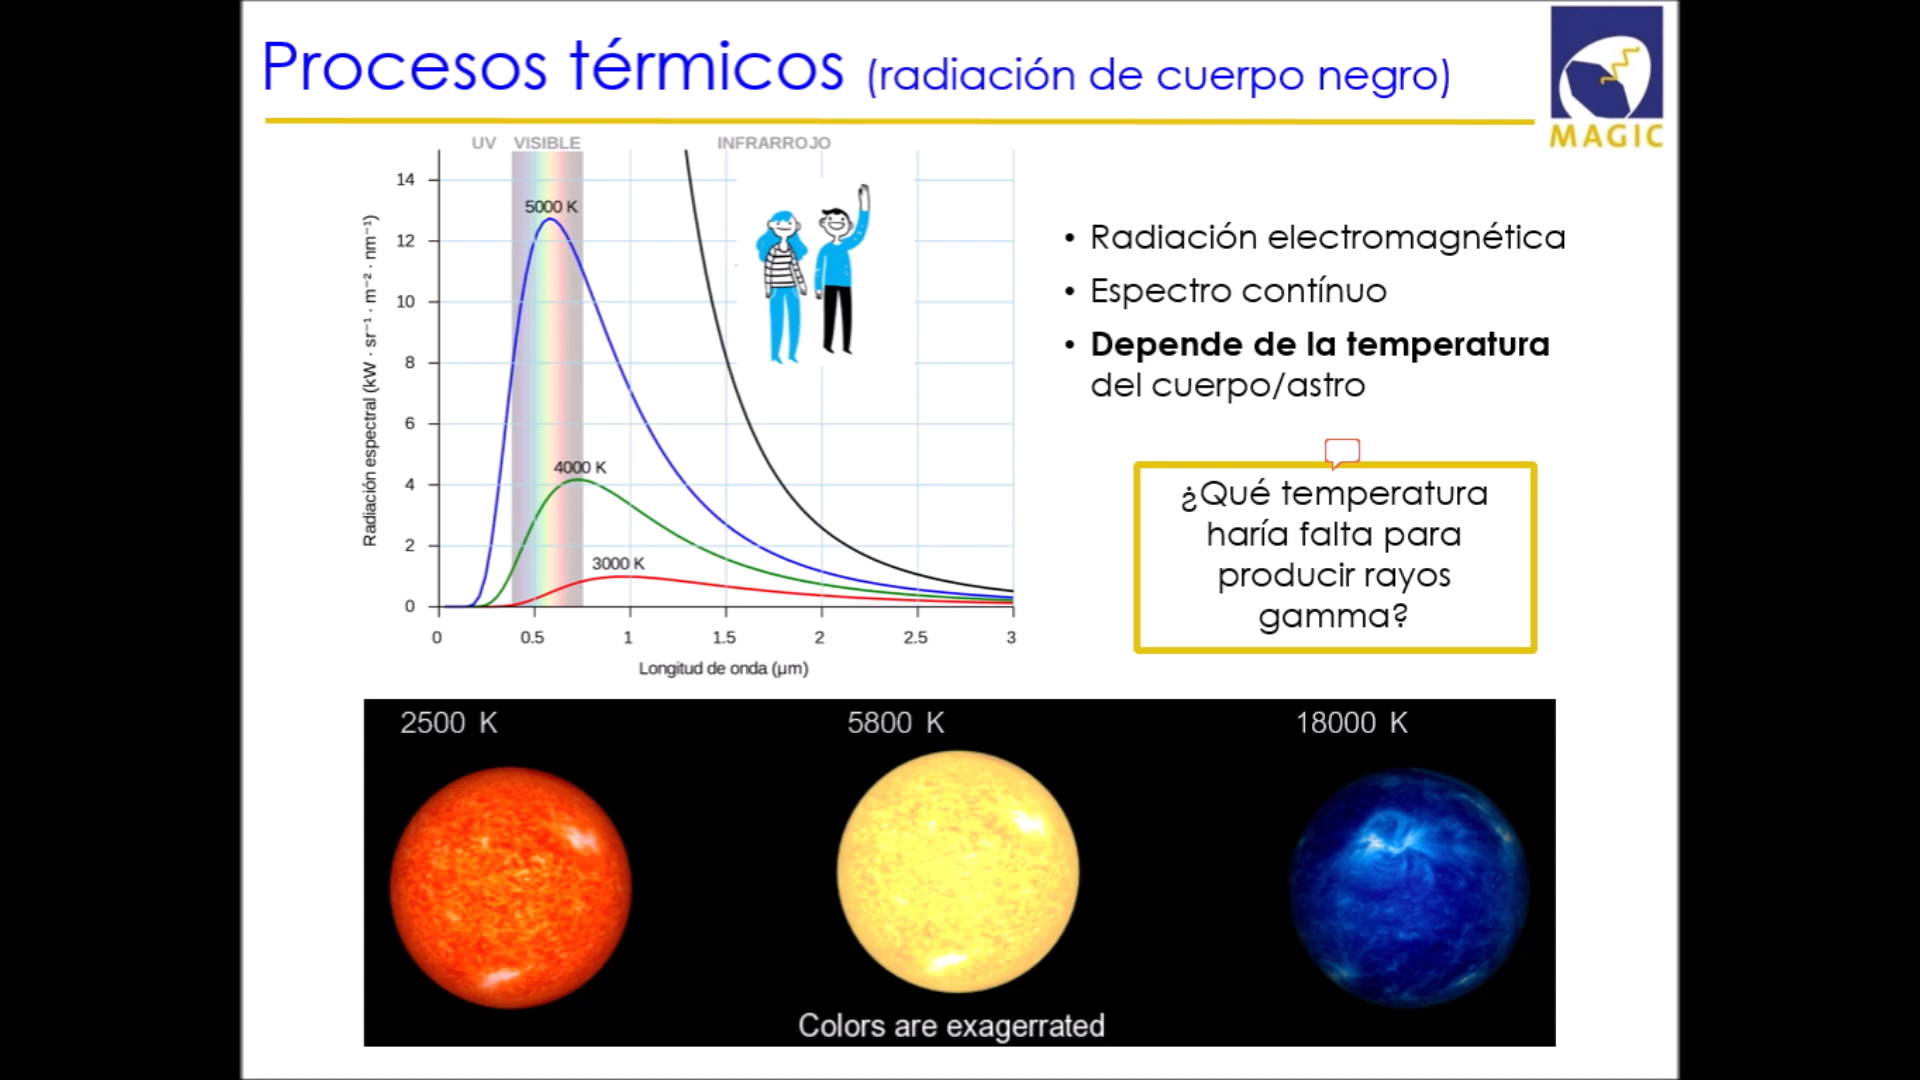 Procesos térmicos (radiación de cuerpo negro)
MAGIC
UV VISIBLE INFRARROJO
14
12
10
8
6
4
2
0
Radiación espectral (kW · sr⁻¹ · m⁻² · nm⁻¹)
5000 K
4000 K
3000 K
0 0.5 1 1.5 2 2.5 3
Longitud de onda (µm)
• Radiación electromagnética
• Espectro contínuo
• Depende de la temperatura
del cuerpo/astro
¿Qué temperatura
haría falta para
producir rayos
gamma?
2500 K 5800 K 18000 K
Colors are exagerrated